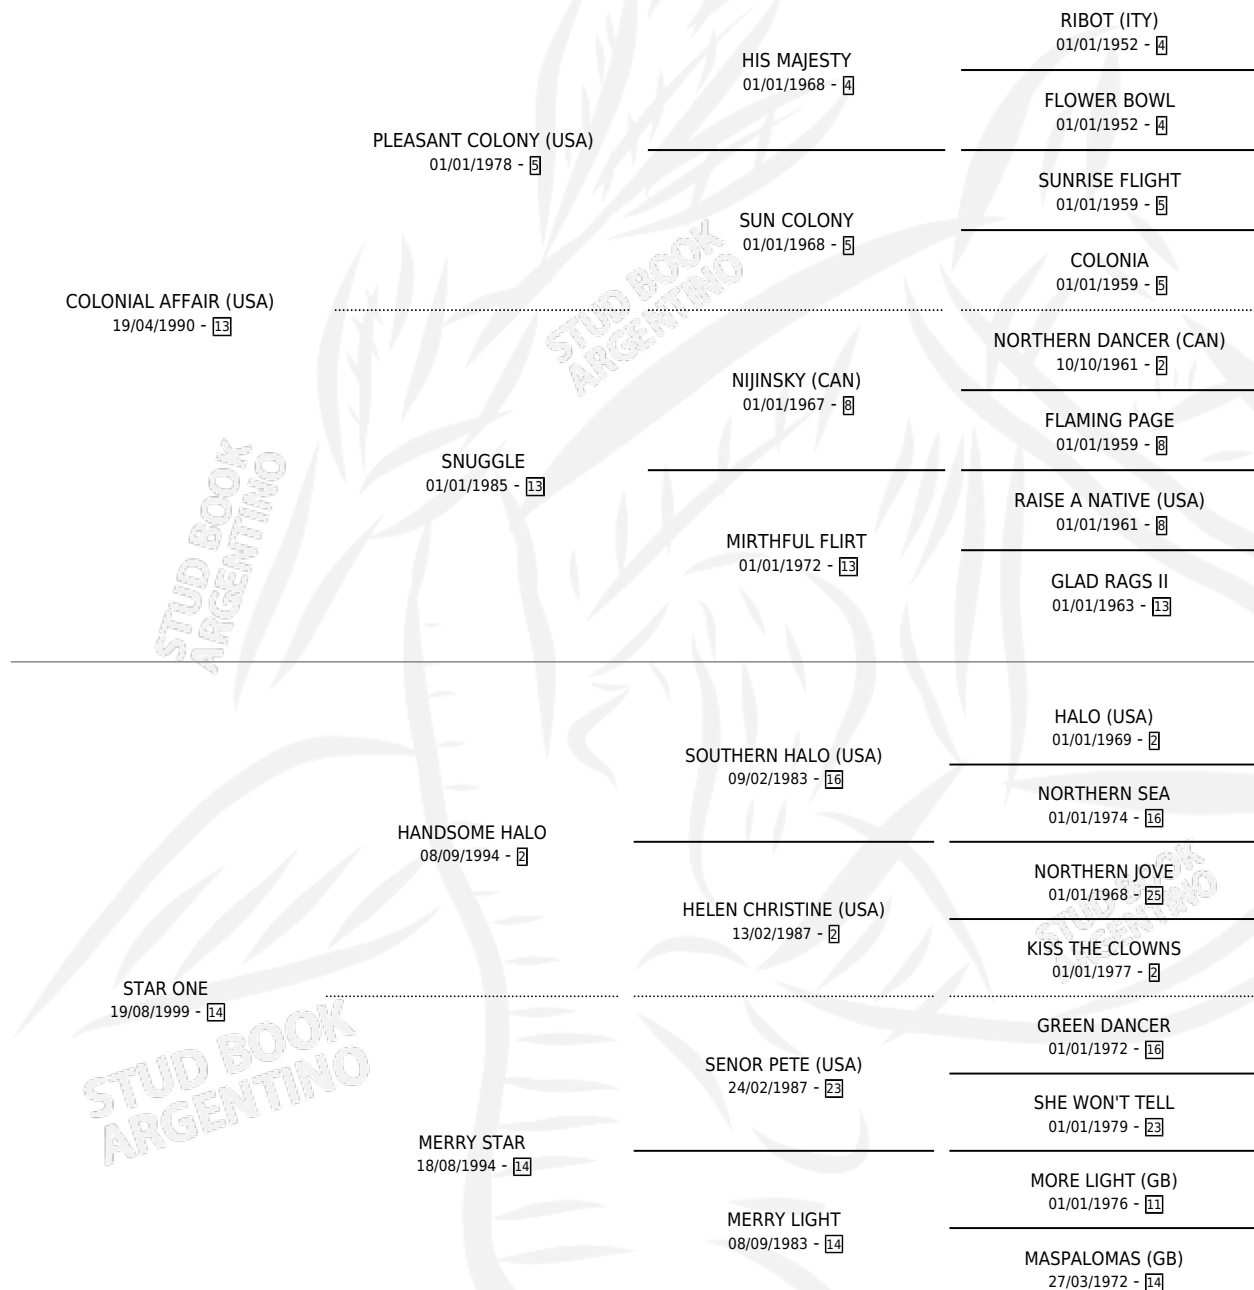 RIBOT (ITY)
01/01/1952 - 4
HIS MAJESTY
01/01/1968 - 4
FLOWER BOWL
01/01/1952 - 4
PLEASANT COLONY (USA)
01/01/1978 - 5
SUNRISE FLIGHT
01/01/1959 - 5
SUN COLONY
01/01/1968 - 5
COLONIA
01/01/1959 - 5
COLONIAL AFFAIR (USA)
19/04/1990 - 13
NORTHERN DANCER (CAN)
10/10/1961 - 2
NIJINSKY (CAN)
01/01/1967 - 8
FLAMING PAGE
01/01/1959 - 8
SNUGGLE
01/01/1985 - 13
RAISE A NATIVE (USA)
01/01/1961 - 8
MIRTHFUL FLIRT
01/01/1972 - 13
GLAD RAGS II
01/01/1963 - 13
HALO (USA)
01/01/1969 - 2
SOUTHERN HALO (USA)
09/02/1983 - 16
NORTHERN SEA
01/01/1974 - 16
HANDSOME HALO
08/09/1994 - 2
NORTHERN JOVE
01/01/1968 - 25
HELEN CHRISTINE (USA)
13/02/1987 - 2
KISS THE CLOWNS
01/01/1977 - 2
STAR ONE
19/08/1999 - 14
GREEN DANCER
01/01/1972 - 16
SENOR PETE (USA)
24/02/1987 - 23
SHE WON'T TELL
01/01/1979 - 23
MERRY STAR
18/08/1994 - 14
MORE LIGHT (GB)
01/01/1976 - 11
MERRY LIGHT
08/09/1983 - 14
MASPALOMAS (GB)
27/03/1972 - 14
STUD BOOK
ARGENTINO
STUD BOOK
ARGENTINO
STUD BOOK
ARGENTINO
STUD BOOK
ARGENTINO